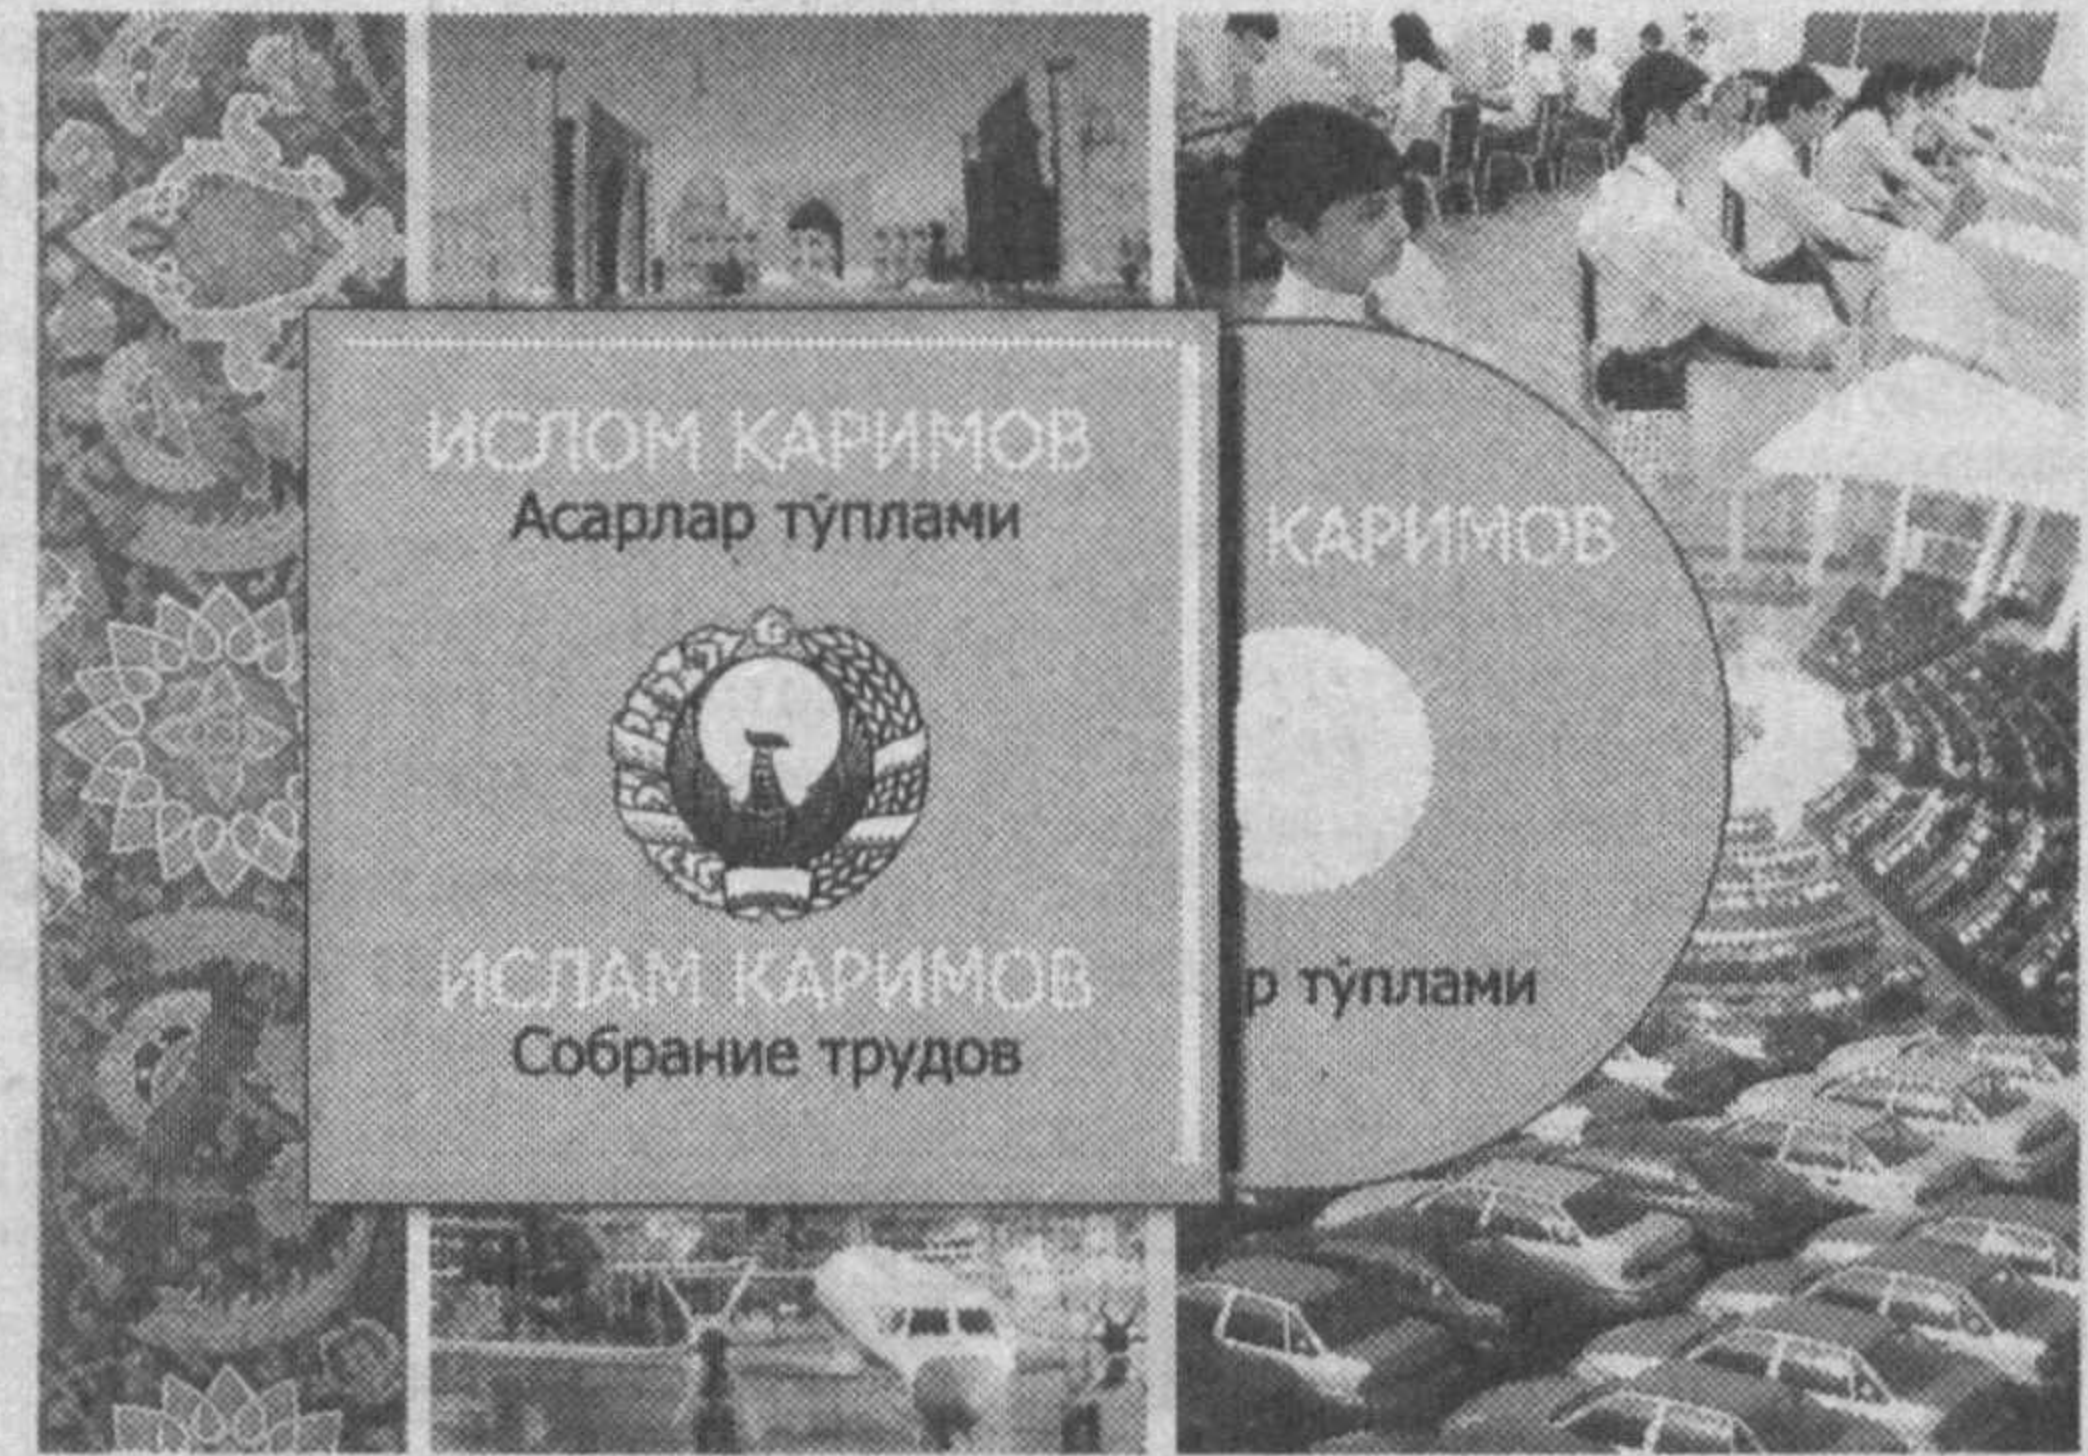 ИСЛОМ КАРИМОВ
Асарлар тўплами
ИСЛАМ КАРИМОВ
Собрание трудов
КАРИМОВ
р тўплами